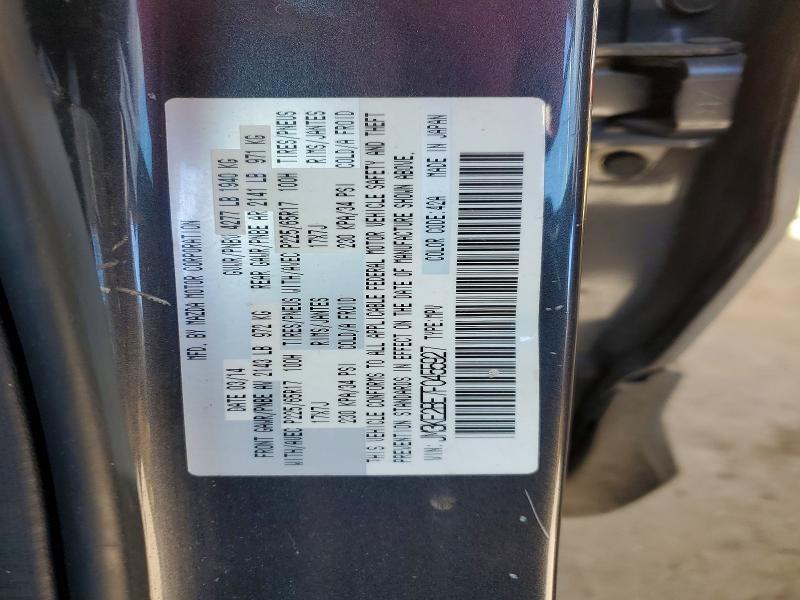 MFD. BY MAZDA MOTOR CORPORATION
DATE 03/14 GVWR/PNBV 4277 LB 1940 KG
FRONT GAWR/PNBE AV 2143 LB 972 KG REAR GAWR/PNBE RR 2141 LB 971 KG
WITH/AVEC P225/65R17 100H TIRES/PNEUS WITH/AVEC P225/65R17 100H TIRES/PNEUS
17X7J RIMS/JANTES 17X7J RIMS/JANTES
230 KPA/34 PSI COLD/A FROID 230 KPA/34 PSI COLD/A FROID
THIS VEHICLE CONFORMS TO ALL APPLICABLE FEDERAL MOTOR VEHICLE SAFETY AND THEFT
PREVENTION STANDARDS IN EFFECT ON THE DATE OF MANUFACTURE SHOWN ABOVE.
VIN: TYPE:MPV COLOR CODE:42A MADE IN JAPAN